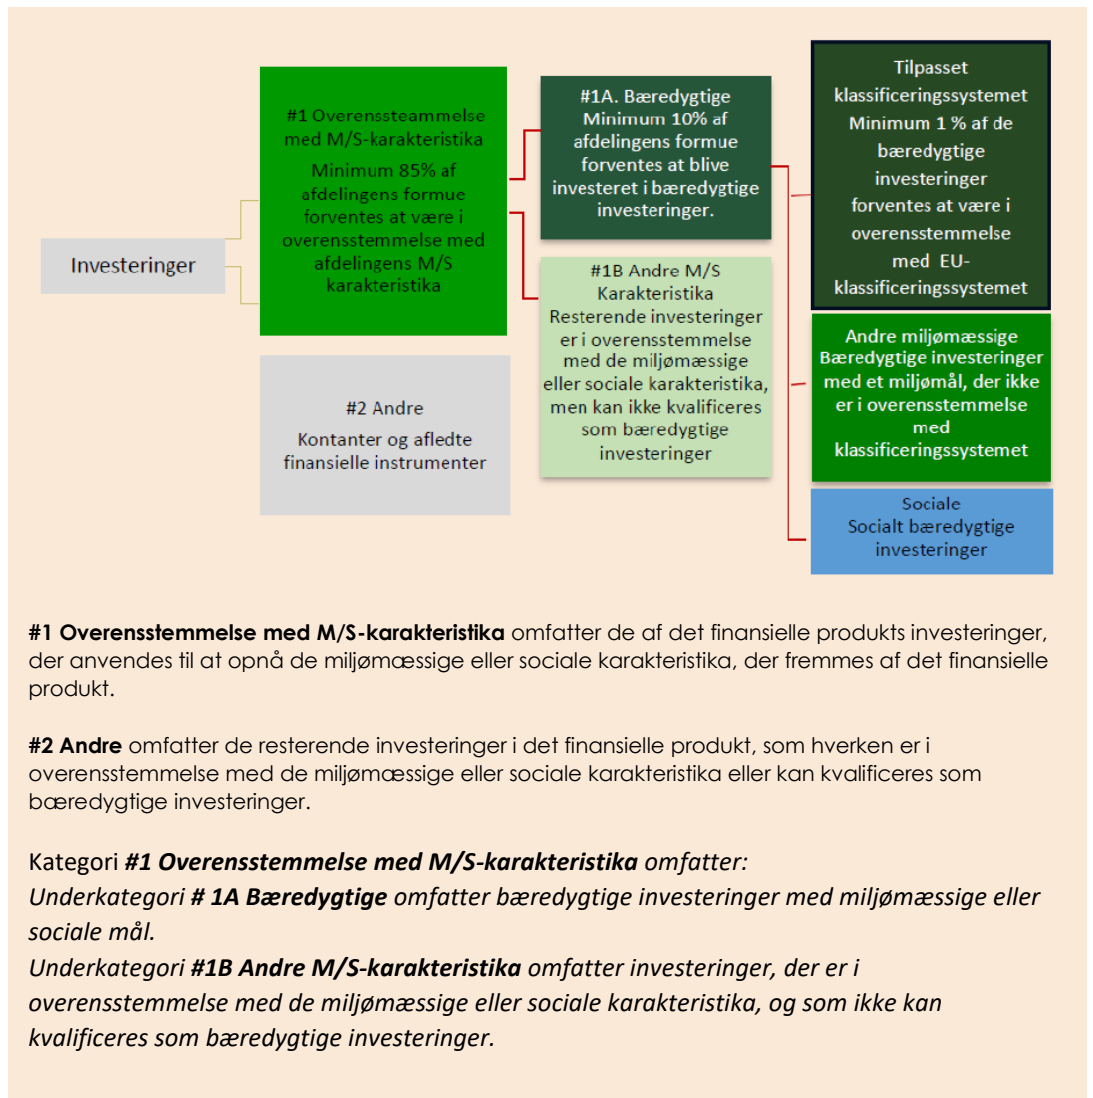 Investeringer
#1 Overenssteammelse
med M/S-karakteristika
Minimum 85% af
afdelingens formue
forventes at være i
overensstemmelse med
afdelingens M/S
karakteristika
#2 Andre
Kontanter og afledte
finansielle instrumenter
#1A. Bæredygtige
Minimum 10% af
afdelingens formue
forventes at blive
investeret i bæredygtige
investeringer.
#1B Andre M/S
Karakteristika
Resterende investeringer
er i overensstemmelse
med de miljømæssige
eller sociale karakteristika,
men kan ikke kvalificeres
som bæredygtige
investeringer
Tilpasset
klassificeringssystemet
Minimum 1 % af de
bæredygtige
investeringer
forventes at være i
overensstemmelse
med EU-
klassificeringssystemet
Andre miljømæssige
Bæredygtige investeringer
med et miljømål, der ikke
er i overensstemmelse
med
klassificeringssystemet
Sociale
Socialt bæredygtige
investeringer
#1 Overensstemmelse med M/S-karakteristika omfatter de af det finansielle produkts investeringer,
der anvendes til at opnå de miljømæssige eller sociale karakteristika, der fremmes af det finansielle
produkt.
#2 Andre omfatter de resterende investeringer i det finansielle produkt, som hverken er i
overensstemmelse med de miljømæssige eller sociale karakteristika eller kan kvalificeres som
bæredygtige investeringer.
Kategori #1 Overensstemmelse med M/S-karakteristika omfatter:
Underkategori # 1A Bæredygtige omfatter bæredygtige investeringer med miljømæssige eller
sociale mål.
Underkategori #1B Andre M/S-karakteristika omfatter investeringer, der er i
overensstemmelse med de miljømæssige eller sociale karakteristika, og som ikke kan
kvalificeres som bæredygtige investeringer.